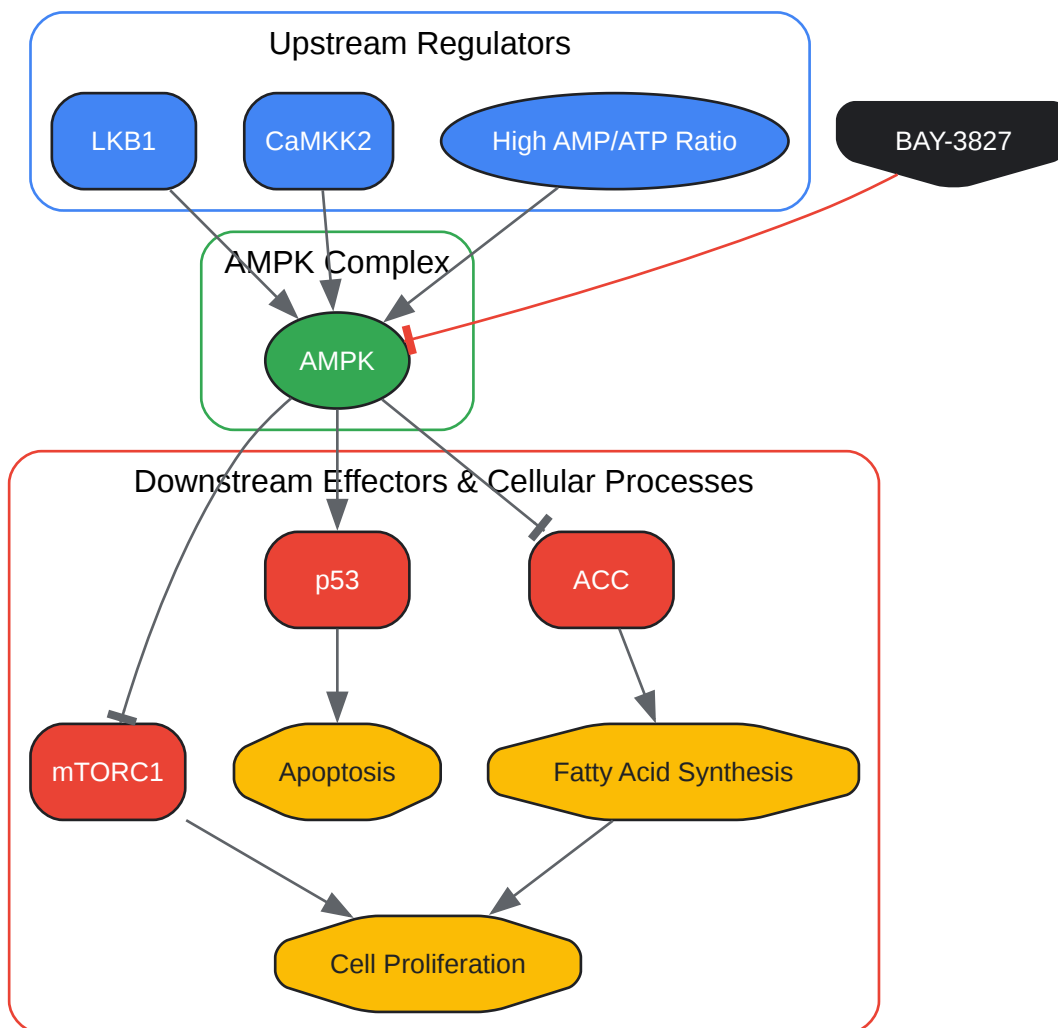 Upstream Regulators
LKB1
CaMKK2
High AMP/ATP Ratio
BAY-3827
AMPK Complex
AMPK
Downstream Effectors & Cellular Processes
p53
ACC
mTORC1
Apoptosis
Fatty Acid Synthesis
Cell Proliferation